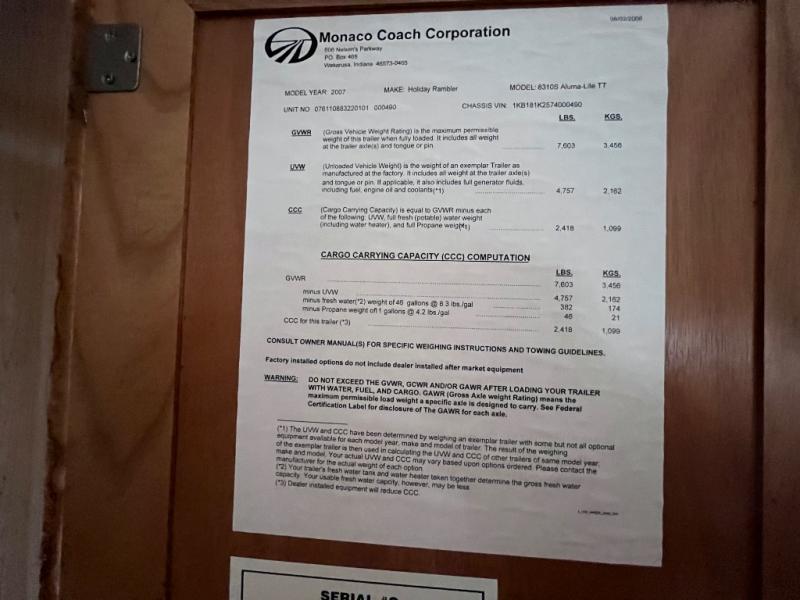 06/02/2006
Monaco Coach Corporation
606 Nelson's Parkway
PO. Box 465
Wakarusa, Indiana 46573-0465
MODEL YEAR 2007 MAKE: Holiday Rambler MODEL: 8310S Aluma-Lite TT
UNIT NO 076110883220101 000490 CHASSIS VIN: 1KB181K2574000490
LBS. KGS.
GVWR (Gross Vehicle Weight Rating) is the maximum permissible
weight of this trailer when fully loaded. It includes all weight
at the trailer axle(s) and tongue or pin. 7,603 3,456
UVW (Unloaded Vehicle Weight) is the weight of an exemplar Trailer as
manufactured at the factory. It includes all weight at the trailer axle(s)
and tongue or pin. If applicable, it also includes full generator fluids,
including fuel, engine oil and coolants(*1) 4,757 2,162
CCC (Cargo Carrying Capacity) is equal to GVWR minus each
of the following: UVW, full fresh (potable) water weight
(including water heater), and full Propane weight(*1) 2,418 1,099
CARGO CARRYING CAPACITY (CCC) COMPUTATION
LBS. KGS.
GVWR 7,603 3,456
minus UVW 4,757 2,162
minus fresh water(*2) weight of 46 gallons @ 8.3 lbs./gal 382 174
minus Propane weight of 11 gallons @ 4.2 lbs./gal 46 21
CCC for this trailer (*3) 2,418 1,099
CONSULT OWNER MANUAL(S) FOR SPECIFIC WEIGHING INSTRUCTIONS AND TOWING GUIDELINES.
Factory installed options do not include dealer installed after market equipment
WARNING: DO NOT EXCEED THE GVWR, GCWR AND/OR GAWR AFTER LOADING YOUR TRAILER
WITH WATER, FUEL, AND CARGO. GAWR (Gross Axle weight Rating) means the
maximum permissible load weight a specific axle is designed to carry. See Federal
Certification Label for disclosure of The GAWR for each axle.
(*1) The UVW and CCC have been determined by weighing an exemplar trailer with some but not all optional
equipment available for each model year, make and model of trailer. The result of the weighing
of the exemplar trailer is then used in calculating the UVW and CCC of other trailers of same model year,
make and model. Your actual UVW and CCC may vary based upon options ordered. Please contact the
manufacturer for the actual weight of each option.
(*2) Your trailer's fresh water tank and water heater taken together determine the gross fresh water
capacity. Your usable fresh water capcity, however, may be less.
(*3) Dealer installed equipment will reduce CCC.
SERIAL